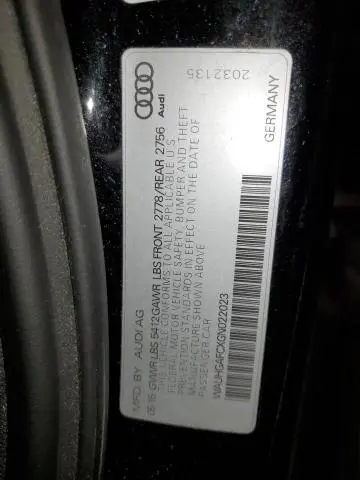 2032135
Audi
MFD. BY AUDI AG
05.15 GWWR LBS 5412 GAWR LBS FRONT 2778/REAR 2756
THIS VEHICLE CONFORMS TO ALL APPLICABLE U.S.
FEDERAL MOTOR VEHICLE SAFETY, BUMPER AND THEFT
PREVENTION STANDARDS IN EFFECT ON THE DATE OF
MANUFACTURE SHOWN ABOVE
PASSENGER CAR
WAUHGAFCXGN022023
GERMANY